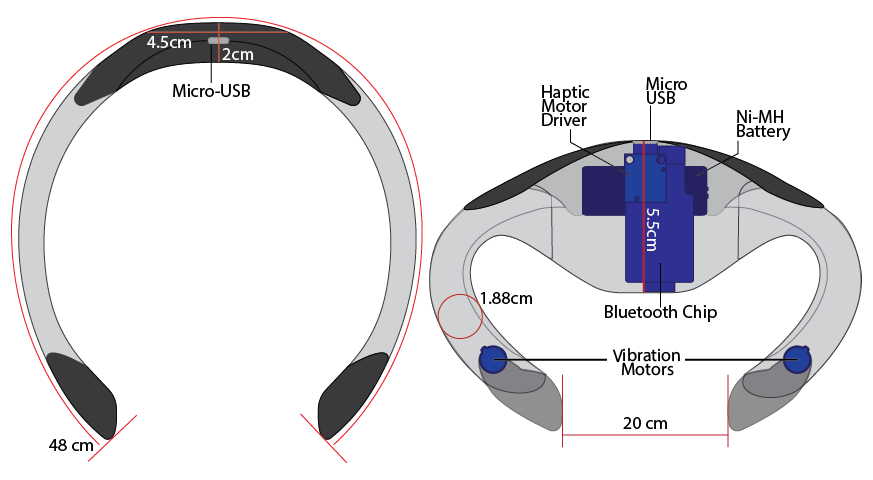 4.5cm
2cm
Micro-USB
48 cm
Haptic
Motor
Driver
Micro
USB
Ni-MH
Battery
5.5cm
1.88cm
Bluetooth Chip
Vibration
Motors
20 cm